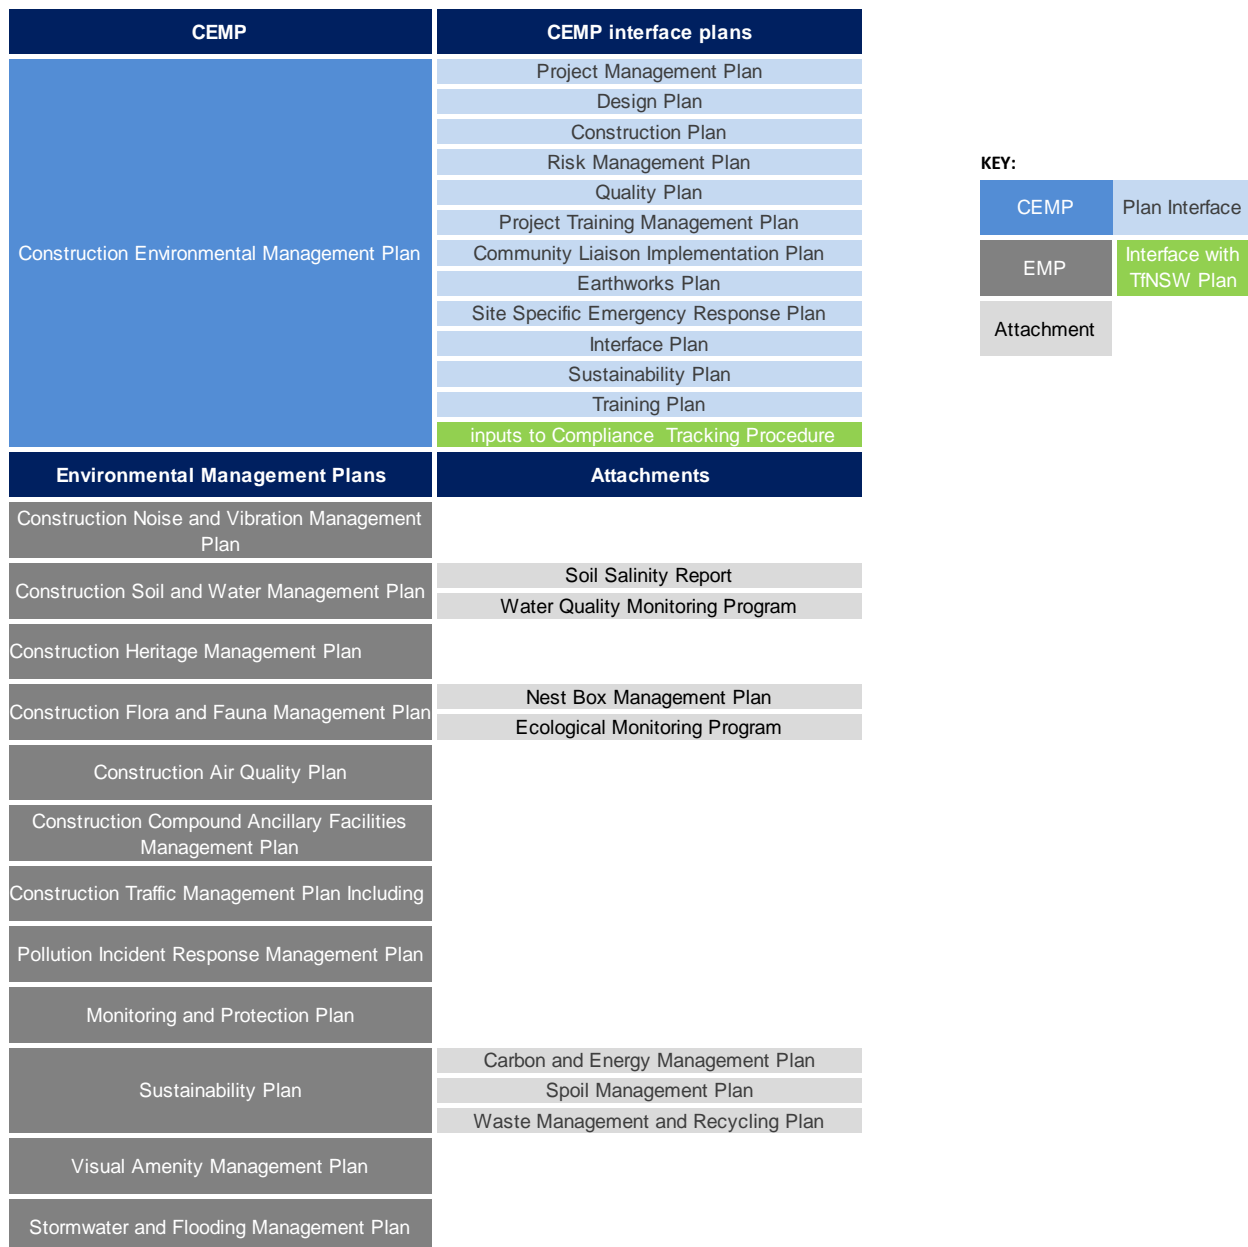 CEMP
CEMP interface plans
Construction Environmental Management Plan
Project Management Plan
Design Plan
Construction Plan
Risk Management Plan
Quality Plan
Project Training Management Plan
Community Liaison Implementation Plan
Earthworks Plan
Site Specific Emergency Response Plan
Interface Plan
Sustainability Plan
Training Plan
inputs to Compliance Tracking Procedure
KEY:
CEMP
Plan Interface
EMP
Interface with
TfNSW Plan
Attachment
Environmental Management Plans
Attachments
Construction Noise and Vibration Management
Plan
Construction Soil and Water Management Plan
Soil Salinity Report
Water Quality Monitoring Program
Construction Heritage Management Plan
Construction Flora and Fauna Management Plan
Nest Box Management Plan
Ecological Monitoring Program
Construction Air Quality Plan
Construction Compound Ancillary Facilities
Management Plan
Construction Traffic Management Plan Including
Pollution Incident Response Management Plan
Monitoring and Protection Plan
Sustainability Plan
Carbon and Energy Management Plan
Spoil Management Plan
Waste Management and Recycling Plan
Visual Amenity Management Plan
Stormwater and Flooding Management Plan